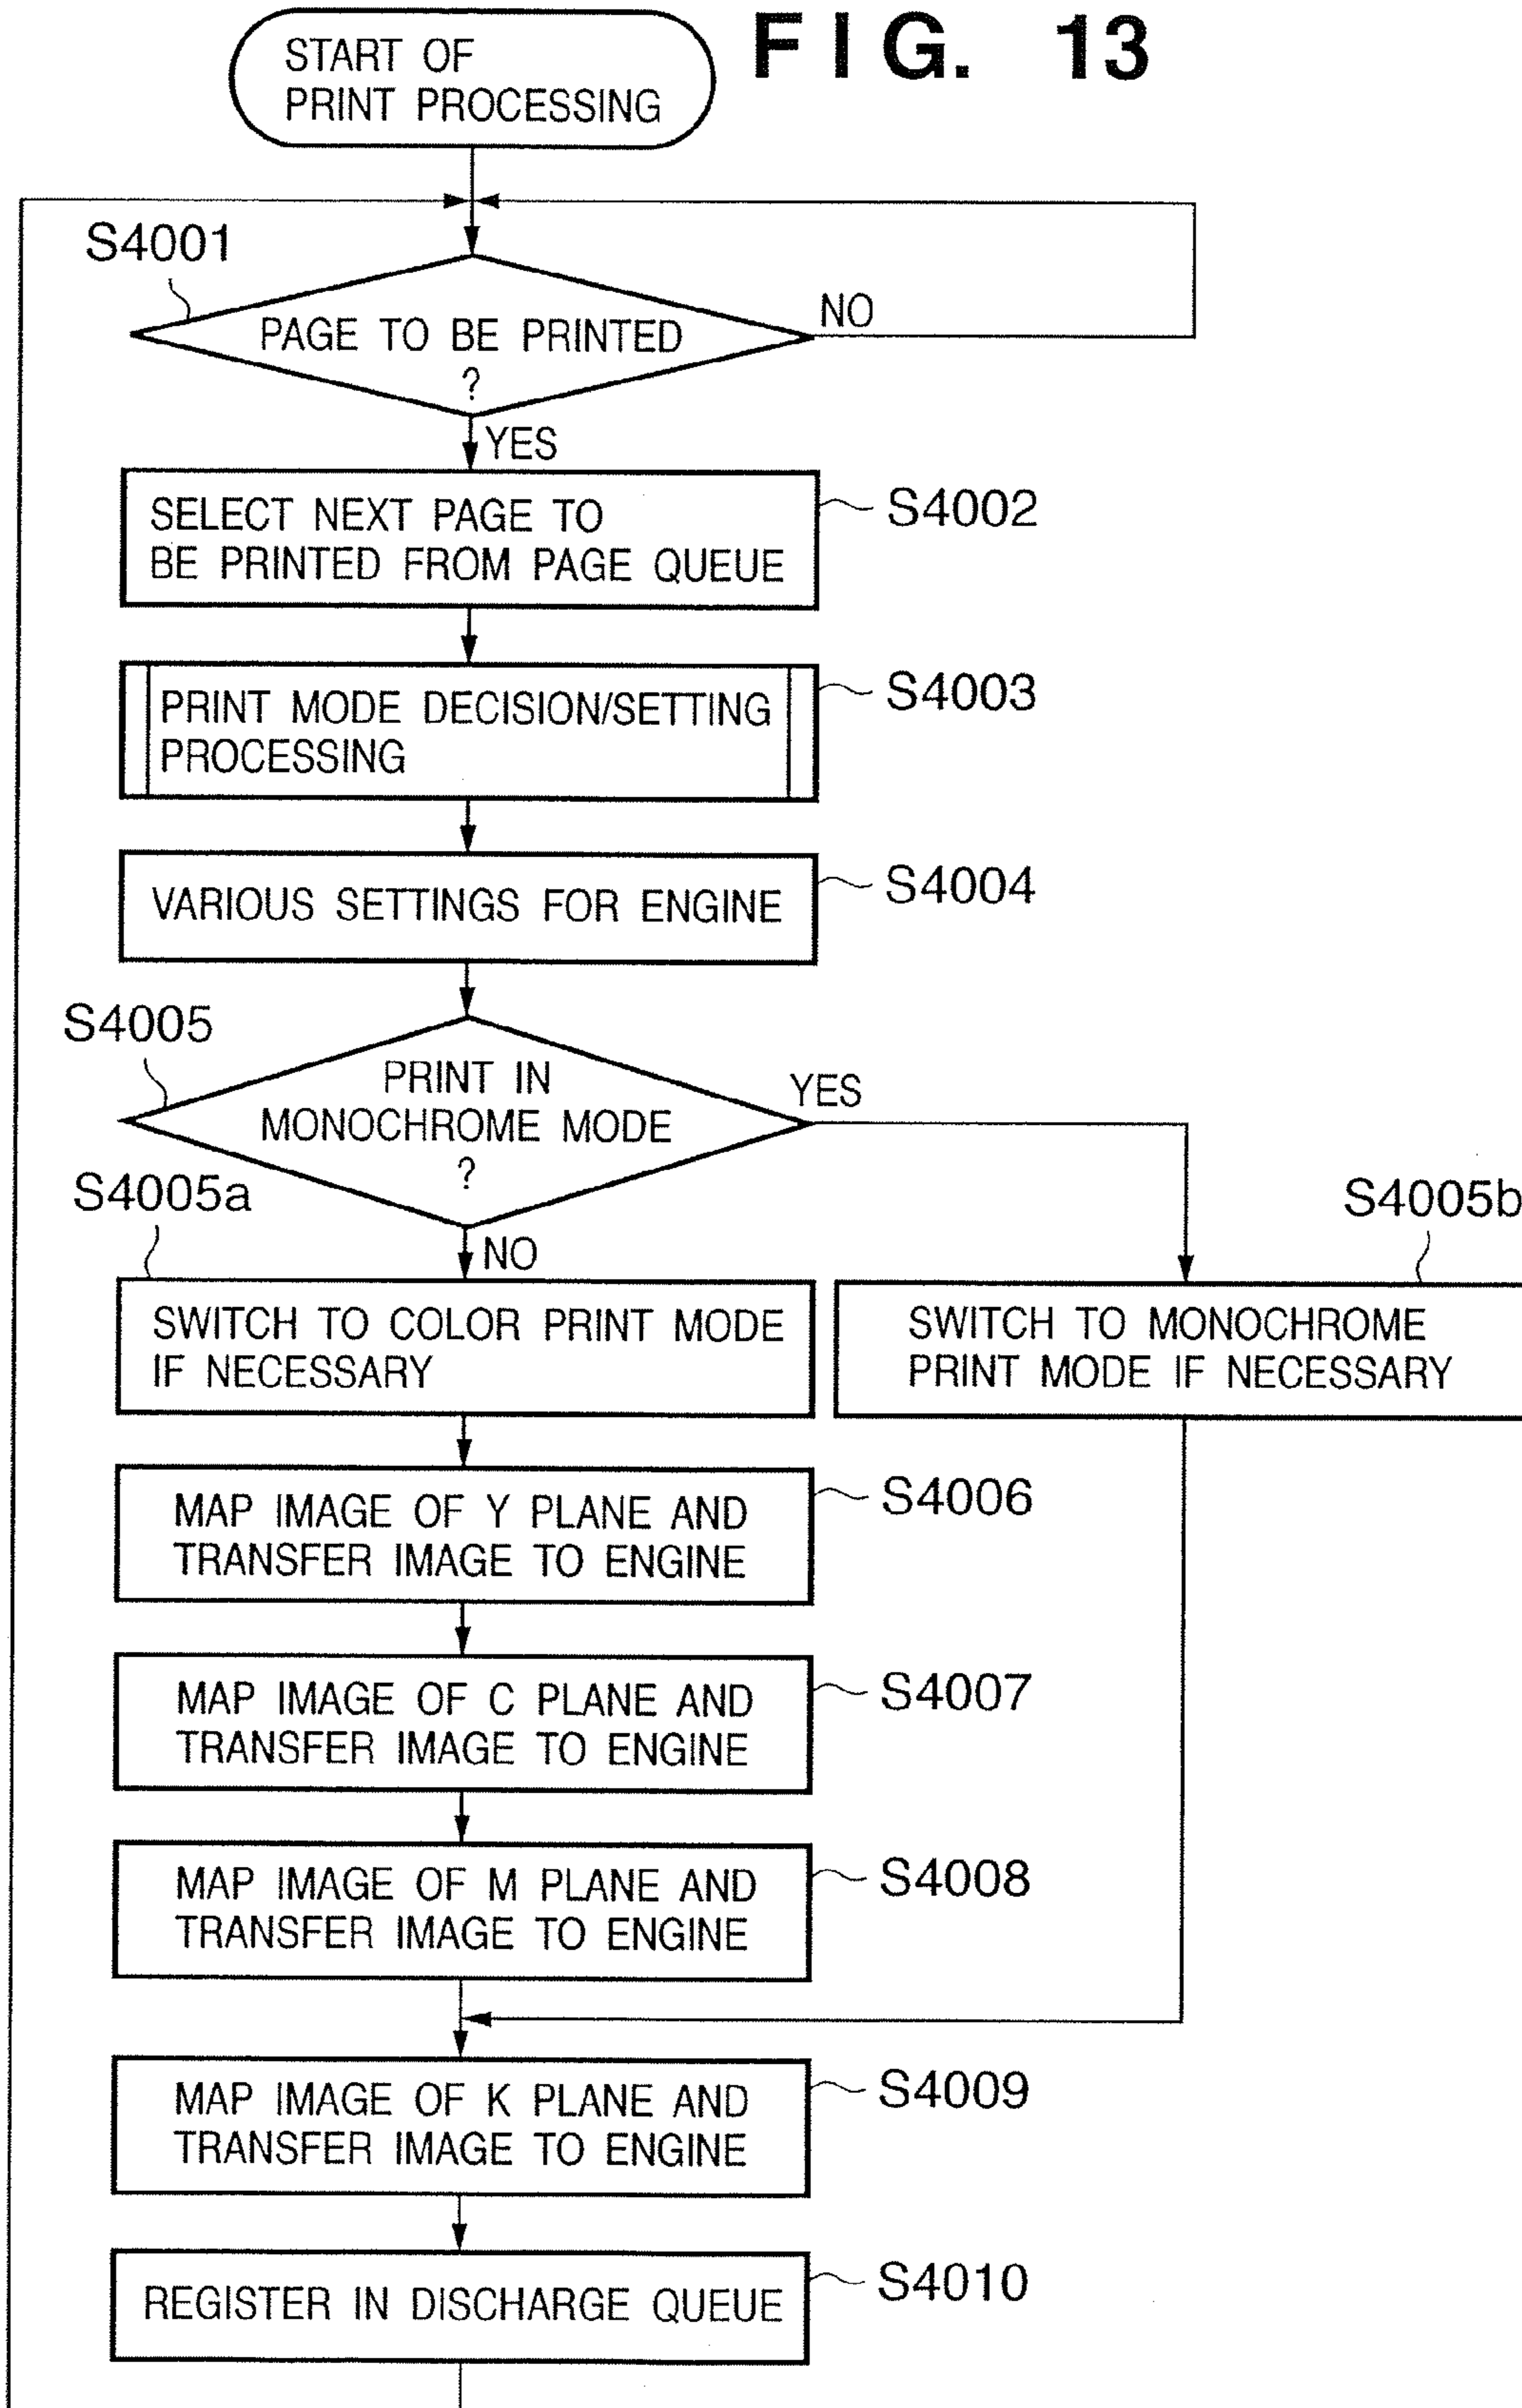 FIG. 13
START OF
PRINT PROCESSING
S4001
PAGE TO BE PRINTED
?
NO
YES
SELECT NEXT PAGE TO
BE PRINTED FROM PAGE QUEUE
S4002
PRINT MODE DECISION/SETTING
PROCESSING
S4003
VARIOUS SETTINGS FOR ENGINE
S4004
S4005
PRINT IN
MONOCHROME MODE
?
YES
NO
S4005a
SWITCH TO COLOR PRINT MODE
IF NECESSARY
S4005b
SWITCH TO MONOCHROME
PRINT MODE IF NECESSARY
MAP IMAGE OF Y PLANE AND
TRANSFER IMAGE TO ENGINE
S4006
MAP IMAGE OF C PLANE AND
TRANSFER IMAGE TO ENGINE
S4007
MAP IMAGE OF M PLANE AND
TRANSFER IMAGE TO ENGINE
S4008
MAP IMAGE OF K PLANE AND
TRANSFER IMAGE TO ENGINE
S4009
REGISTER IN DISCHARGE QUEUE
S4010